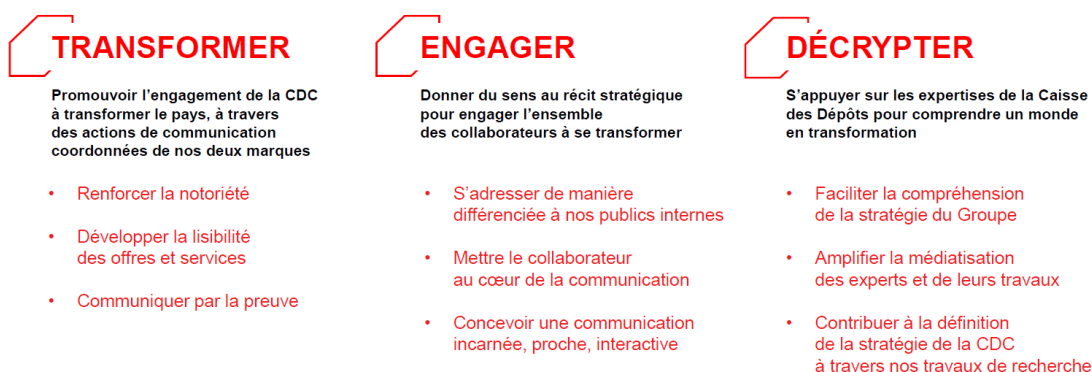 TRANSFORMER
Promouvoir l’engagement de la CDC
à transformer le pays, à travers
des actions de communication
coordonnées de nos deux marques
• Renforcer la notoriété
• Développer la lisibilité
des offres et services
• Communiquer par la preuve
ENGAGER
Donner du sens au récit stratégique
pour engager l’ensemble
des collaborateurs à se transformer
• S’adresser de manière
différenciée à nos publics internes
• Mettre le collaborateur
au cœur de la communication
• Concevoir une communication
incarnée, proche, interactive
DÉCRYPTER
S’appuyer sur les expertises de la Caisse
des Dépôts pour comprendre un monde
en transformation
• Faciliter la compréhension
de la stratégie du Groupe
• Amplifier la médiatisation
des experts et de leurs travaux
• Contribuer à la définition
de la stratégie de la CDC
à travers nos travaux de recherche